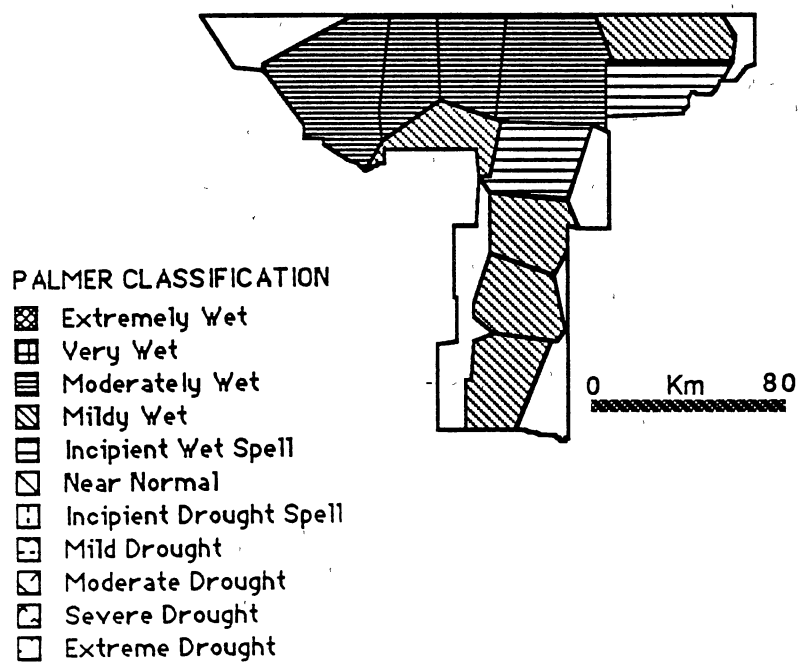 PALMER CLASSIFICATION
Extremely Wet
Very Wet
Moderately Wet
Mildy Wet
Incipient Wet Spell
Near Normal
Incipient Drought Spell
Mild Drought
Moderate Drought
Severe Drought
Extreme Drought
0 Km 80